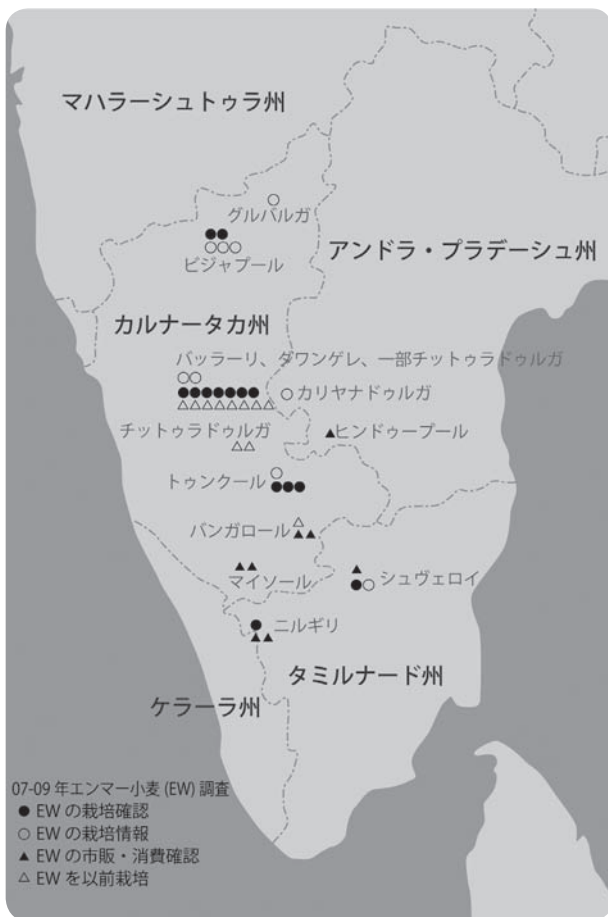 マハラーシュトゥラ州
グルバルガ
ビジャプール
アンドラ・プラデーシュ州
カルナータカ州
バッラーリ、ダワンゲレ、一部チットゥラドゥルガ
カリヤナドゥルガ
チットゥラドゥルガ
ヒンドゥープール
トゥンクール
バンガロール
マイソール
シュヴェロイ
ニルギリ
タミルナード州
ケラーラ州
07-09 年エンマー小麦 (EW) 調査
● EW の栽培確認
○ EW の栽培情報
▲ EW の市販・消費確認
△ EW を以前栽培